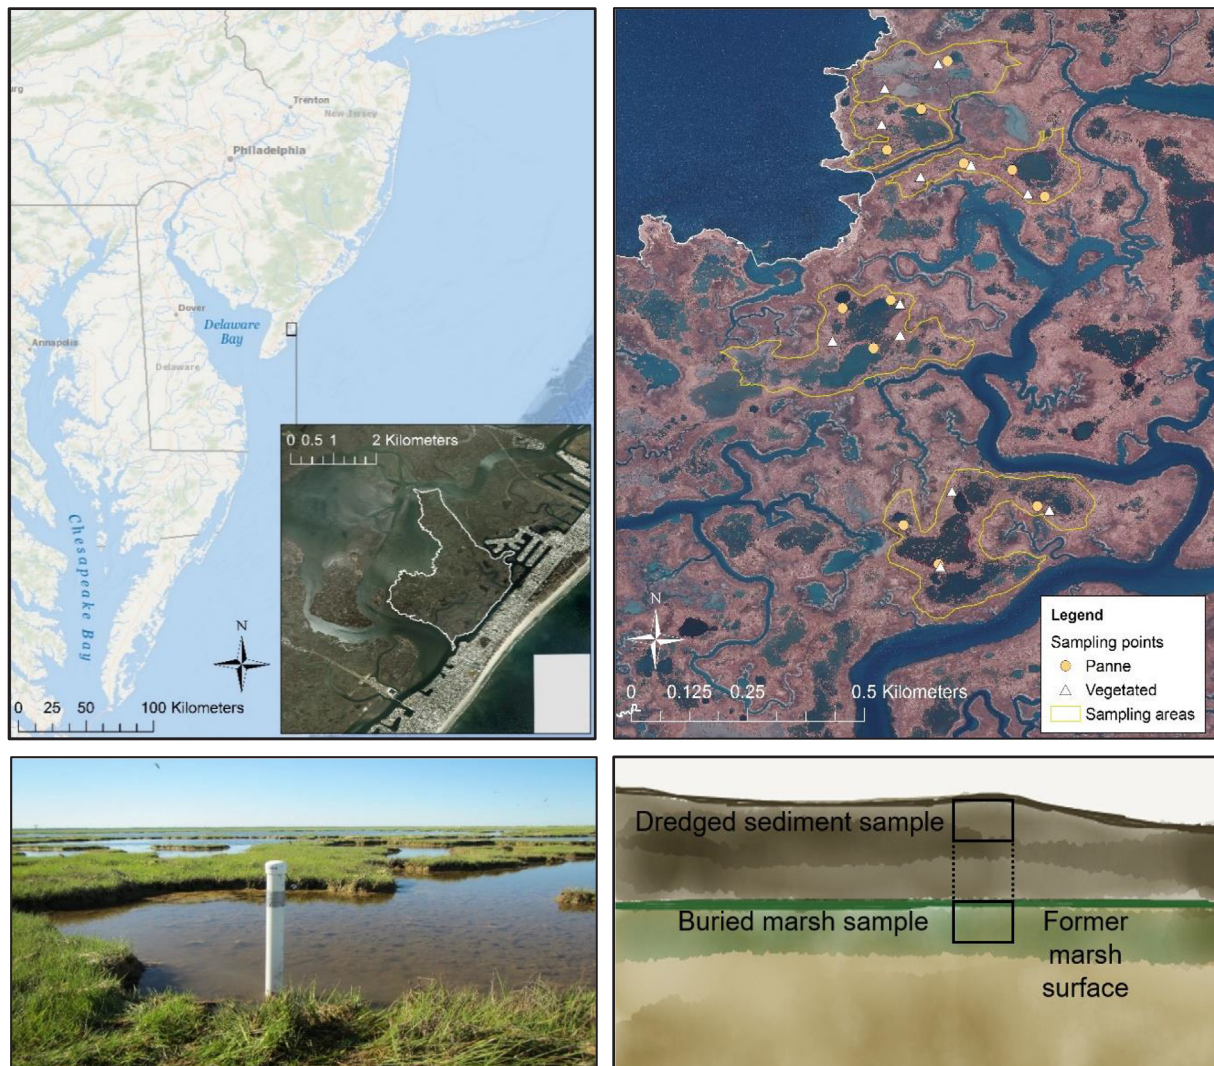 urg
Trenton
New Jersey
Philadelphia
Dover
Delaware
Bay
Annapolis
Delaware
Chesapeake Bay
0 0.5 1 2 Kilometers
N
0 25 50 100 Kilometers
N
0 0.125 0.25 0.5 Kilometers
Legend
Sampling points
Panne
Vegetated
Sampling areas
Dredged sediment sample
Buried marsh sample
Former
marsh
surface